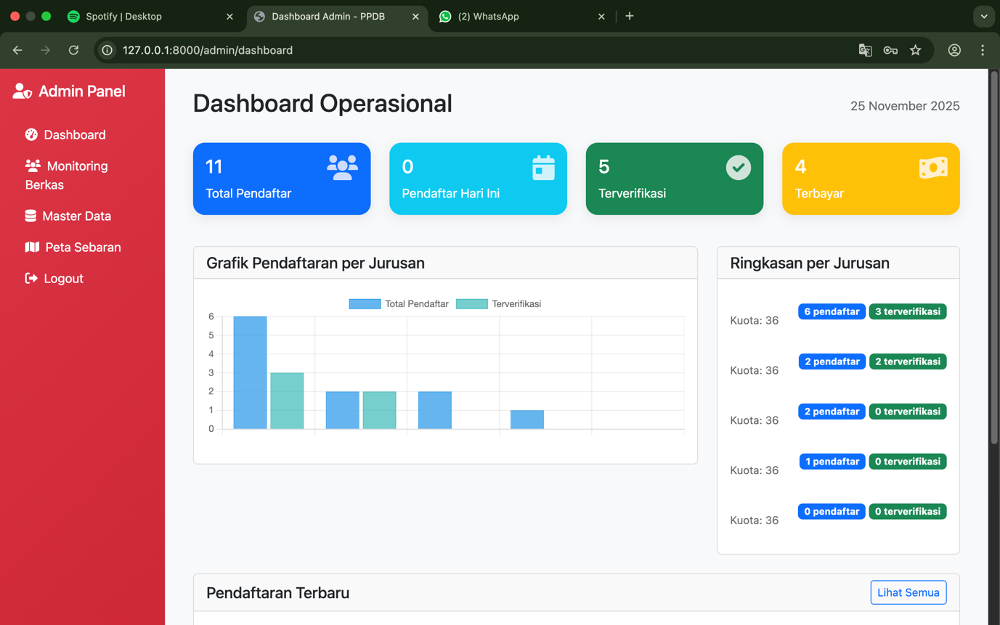 Spotify | Desktop
Dashboard Admin - PPDB
(2) WhatsApp
127.0.0.1:8000/admin/dashboard
Admin Panel
Dashboard
Monitoring
Berkas
Master Data
Peta Sebaran
Logout
Dashboard Operasional
25 November 2025
11
Total Pendaftar
0
Pendaftar Hari Ini
5
Terverifikasi
4
Terbayar
Grafik Pendaftaran per Jurusan
Total Pendaftar Terverifikasi
6
5
4
3
2
1
0
Ringkasan per Jurusan
6 pendaftar 3 terverifikasi
Kuota: 36
2 pendaftar 2 terverifikasi
Kuota: 36
2 pendaftar 0 terverifikasi
Kuota: 36
1 pendaftar 0 terverifikasi
Kuota: 36
0 pendaftar 0 terverifikasi
Kuota: 36
Pendaftaran Terbaru
Lihat Semua